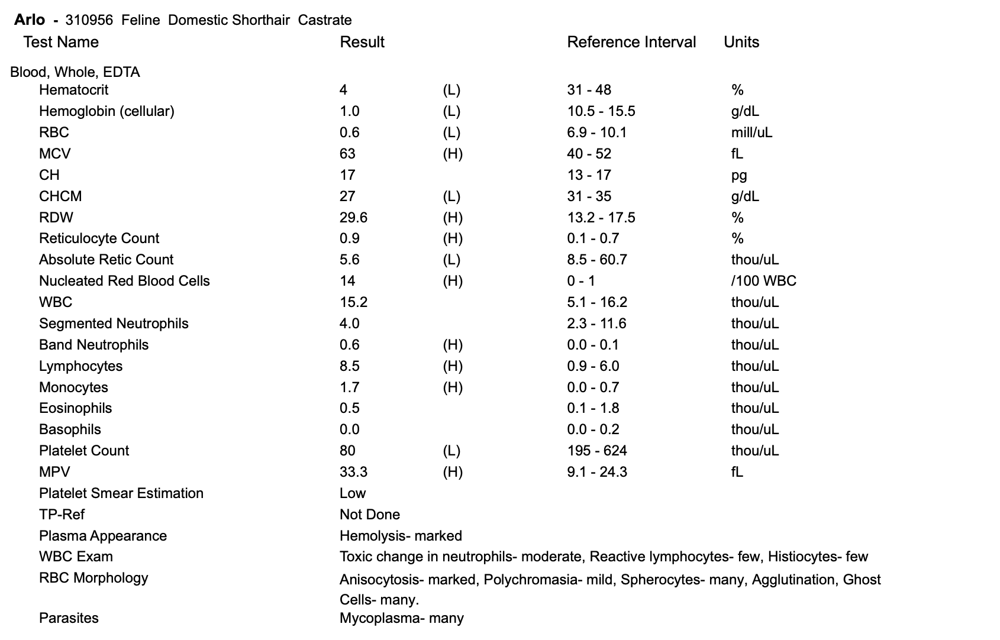 Arlo - 310956 Feline Domestic Shorthair Castrate
Test Name Result Reference Interval Units
Blood, Whole, EDTA
Hematocrit 4 (L) 31 - 48 %
Hemoglobin (cellular) 1.0 (L) 10.5 - 15.5 g/dL
RBC 0.6 (L) 6.9 - 10.1 mill/uL
MCV 63 (H) 40 - 52 fL
CH 17 13 - 17 pg
CHCM 27 (L) 31 - 35 g/dL
RDW 29.6 (H) 13.2 - 17.5 %
Reticulocyte Count 0.9 (H) 0.1 - 0.7 %
Absolute Retic Count 5.6 (L) 8.5 - 60.7 thou/uL
Nucleated Red Blood Cells 14 (H) 0 - 1 /100 WBC
WBC 15.2 5.1 - 16.2 thou/uL
Segmented Neutrophils 4.0 2.3 - 11.6 thou/uL
Band Neutrophils 0.6 (H) 0.0 - 0.1 thou/uL
Lymphocytes 8.5 (H) 0.9 - 6.0 thou/uL
Monocytes 1.7 (H) 0.0 - 0.7 thou/uL
Eosinophils 0.5 0.1 - 1.8 thou/uL
Basophils 0.0 0.0 - 0.2 thou/uL
Platelet Count 80 (L) 195 - 624 thou/uL
MPV 33.3 (H) 9.1 - 24.3 fL
Platelet Smear Estimation Low
TP-Ref Not Done
Plasma Appearance Hemolysis- marked
WBC Exam Toxic change in neutrophils- moderate, Reactive lymphocytes- few, Histiocytes- few
RBC Morphology Anisocytosis- marked, Polychromasia- mild, Spherocytes- many, Agglutination, Ghost
Cells- many.
Parasites Mycoplasma- many